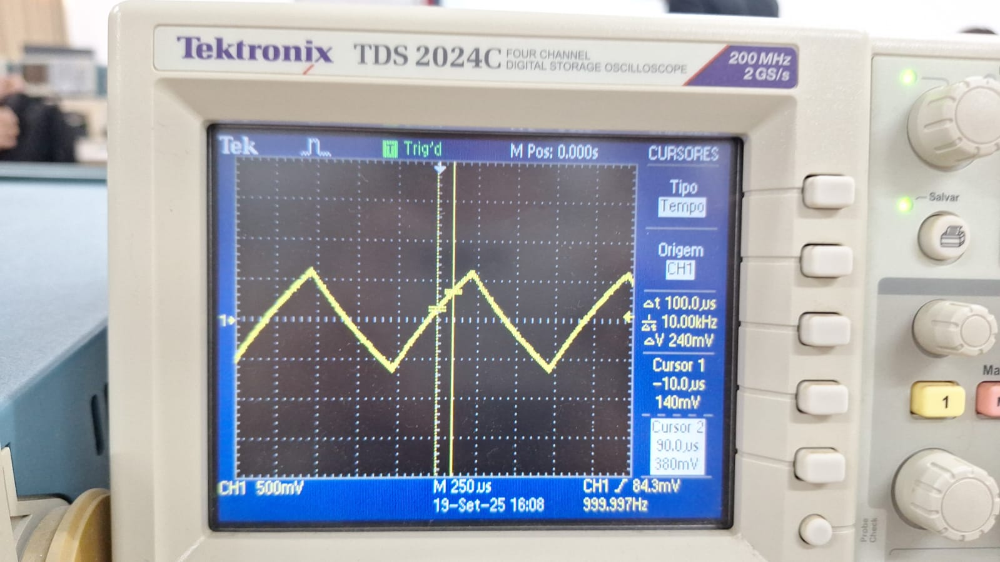 Tektronix TDS 2024C FOUR CHANNEL
DIGITAL STORAGE OSCILLOSCOPE
200 MHz
2 GS/s
Tek Trig'd M Pos: 0.000s CURSORES
Tipo
Tempo
Origem
CH1
Δt 100.0µs
1/Δt 10.00kHz
ΔV 240mV
Cursor 1
-10.0µs
140mV
Cursor 2
90.0µs
380mV
1
CH1 500mV M 250µs CH1 84.3mV
19-Set-25 16:08 999.997Hz
Salvar
Ma
1
Probe
Check